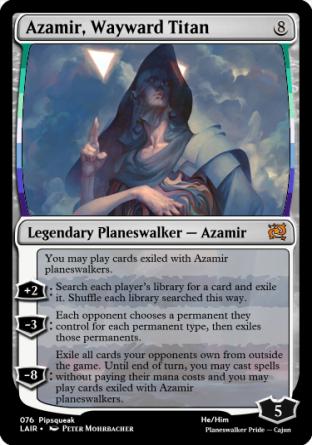 Azamir, Wayward Titan 8
Legendary Planeswalker — Azamir
You may play cards exiled with Azamir
planeswalkers.
+2: Search each player's library for a card and exile
it. Shuffle each library searched this way.
-3: Each opponent chooses a permanent they
control for each permanent type, then exiles
those permanents.
-8: Exile all cards your opponents own from outside
the game. Until end of turn, you may cast spells
without paying their mana costs and you may
play cards exiled with Azamir
planeswalkers.
5
076 Pipsqueak He/Him
LAIR • Peter Mohrbacher Planeswalker Pride — Cajun